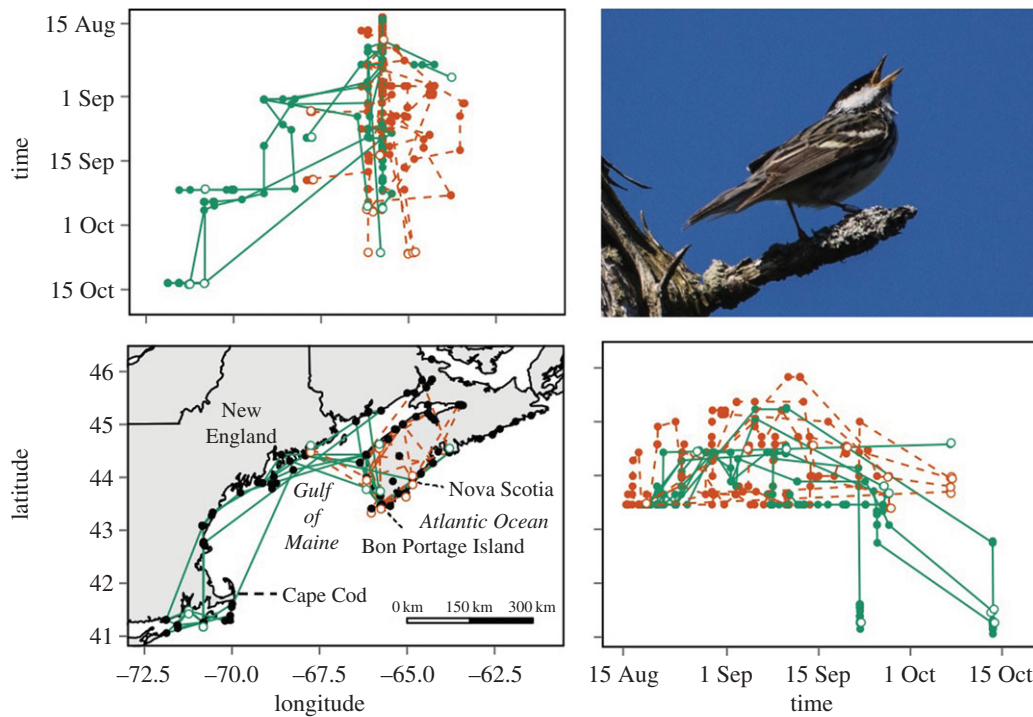 15 Aug
1 Sep
15 Sep
1 Oct
15 Oct
time
46
45
44
43
42
41
latitude
New
England
Gulf
of
Maine
Nova Scotia
Atlantic Ocean
Bon Portage Island
Cape Cod
0 km 150 km 300 km
–72.5 –70.0 –67.5 –65.0 –62.5
longitude
15 Aug 1 Sep 15 Sep 1 Oct 15 Oct
time